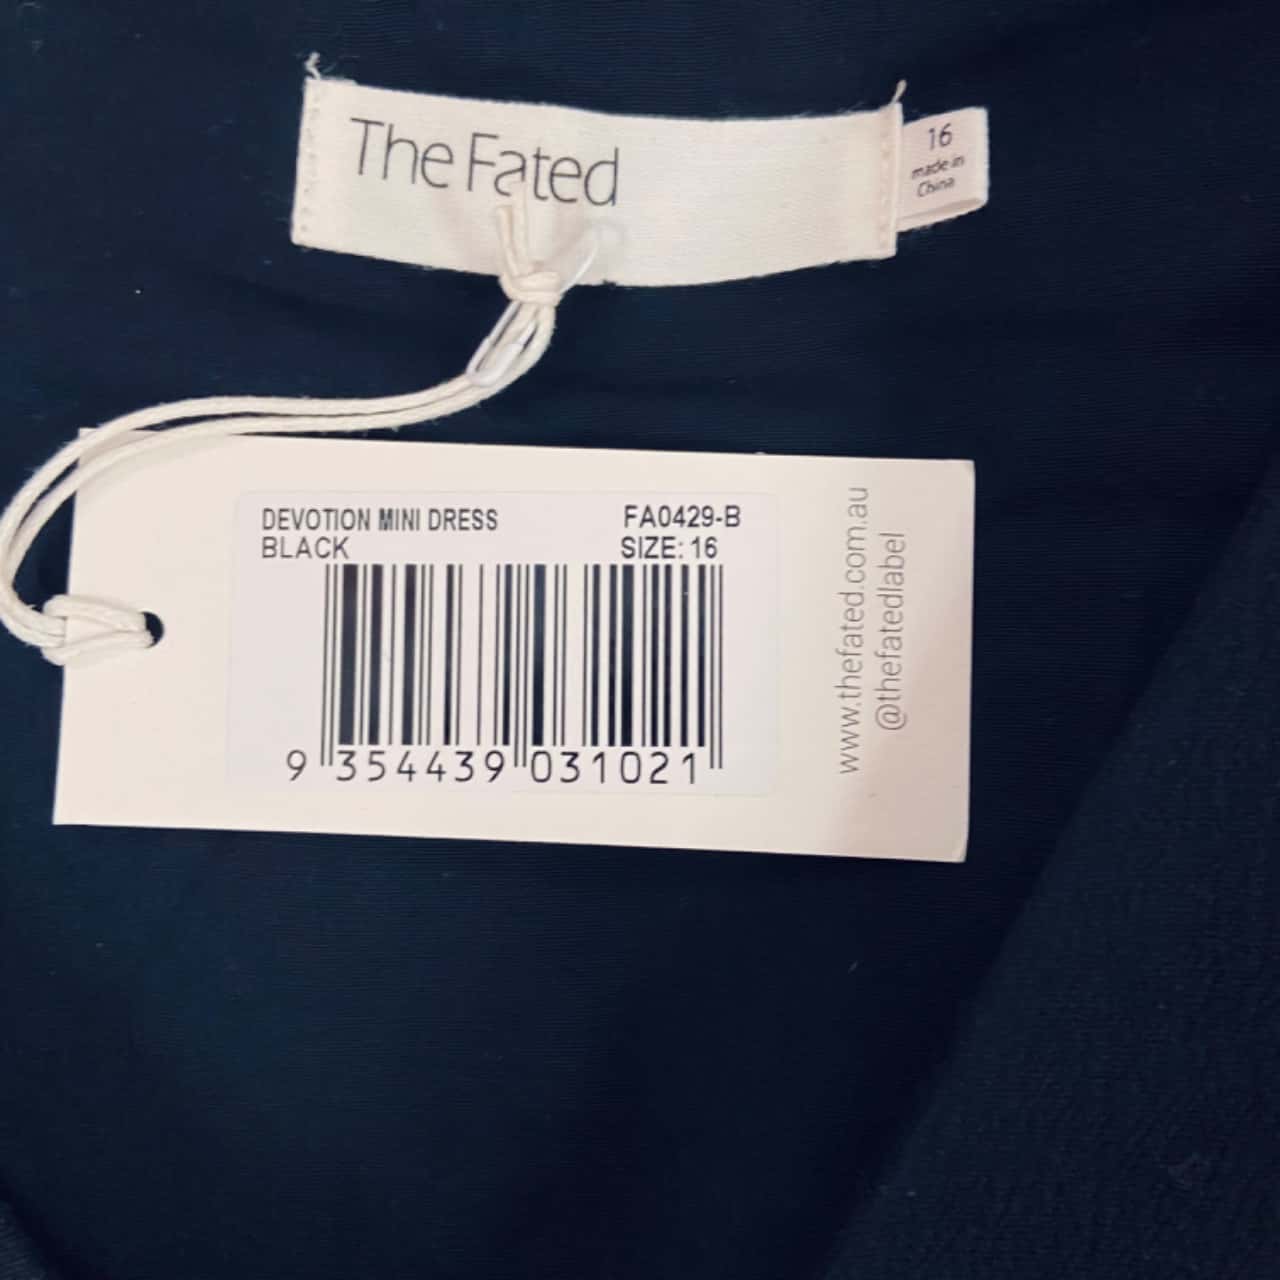 The Fated
16
made in
China
DEVOTION MINI DRESS FA0429-B
BLACK SIZE: 16
9 354439 031021
www.thefated.com.au
@thefatedlabel